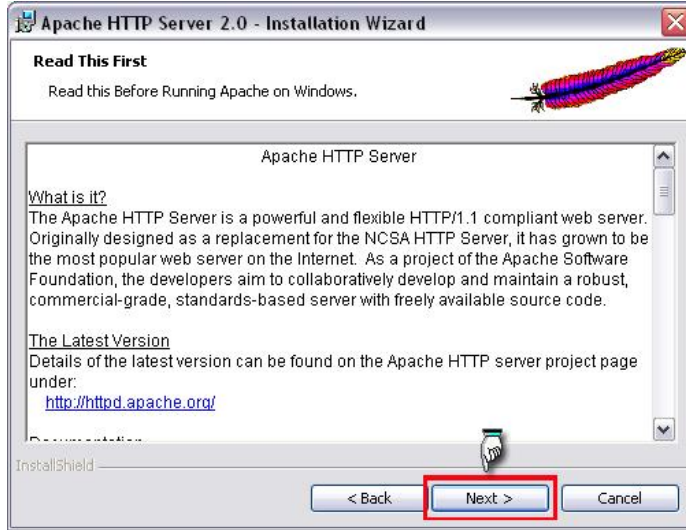 Apache HTTP Server 2.0 - Installation Wizard
Read This First
Read this Before Running Apache on Windows.
Apache HTTP Server
What is it?
The Apache HTTP Server is a powerful and flexible HTTP/1.1 compliant web server.
Originally designed as a replacement for the NCSA HTTP Server, it has grown to be
the most popular web server on the Internet. As a project of the Apache Software
Foundation, the developers aim to collaboratively develop and maintain a robust,
commercial-grade, standards-based server with freely available source code.
The Latest Version
Details of the latest version can be found on the Apache HTTP server project page
under:
http://httpd.apache.org/
Documentation
InstallShield
< Back
Next >
Cancel